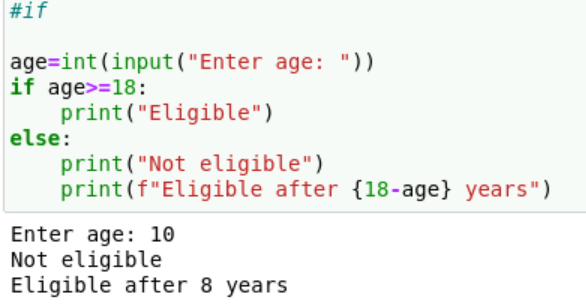 #if
age=int(input("Enter age: "))
if age>=18:
    print("Eligible")
else:
    print("Not eligible")
    print(f"Eligible after {18-age} years")
Enter age: 10
Not eligible
Eligible after 8 years